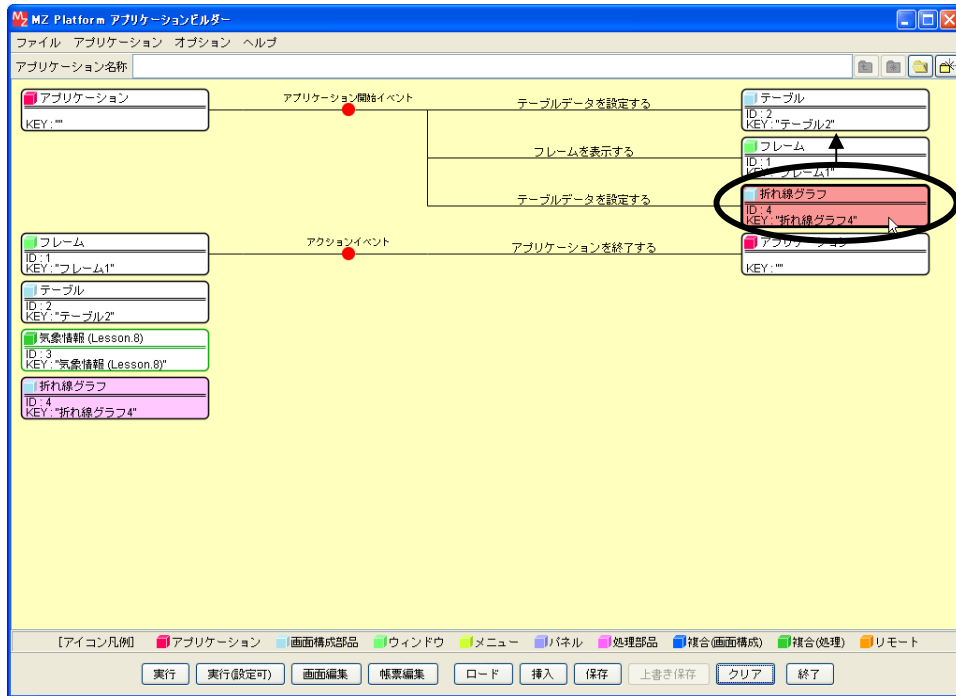 MZ Platform アプリケーションビルダー
ファイル アプリケーション オプション ヘルプ
アプリケーション名称
アプリケーション
KEY:""
アプリケーション開始イベント
テーブルデータを設定する
テーブル
ID:2
KEY:"テーブル2"
フレームを表示する
フレーム
ID:1
KEY:"フレーム1"
テーブルデータを設定する
折れ線グラフ
ID:4
KEY:"折れ線グラフ4"
フレーム
ID:1
KEY:"フレーム1"
アクションイベント
アプリケーションを終了する
アプリケーション
KEY:""
テーブル
ID:2
KEY:"テーブル2"
気象情報 (Lesson.8)
ID:3
KEY:"気象情報 (Lesson.8)"
折れ線グラフ
ID:4
KEY:"折れ線グラフ4"
[アイコン凡例] アプリケーション 画面構成部品 ウィンドウ メニュー パネル 処理部品 複合(画面構成) 複合(処理) リモート
実行 実行(設定可) 画面編集 帳票編集 ロード 挿入 保存 上書き保存 クリア 終了